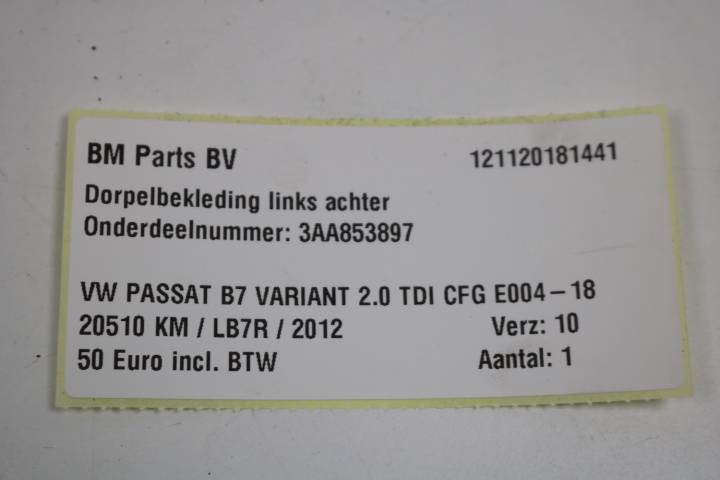 BM Parts BV 121120181441
Dorpelbekleding links achter
Onderdeelnummer: 3AA853897
VW PASSAT B7 VARIANT 2.0 TDI CFG E004-18
20510 KM / LB7R / 2012 Verz: 10
50 Euro incl. BTW Aantal: 1